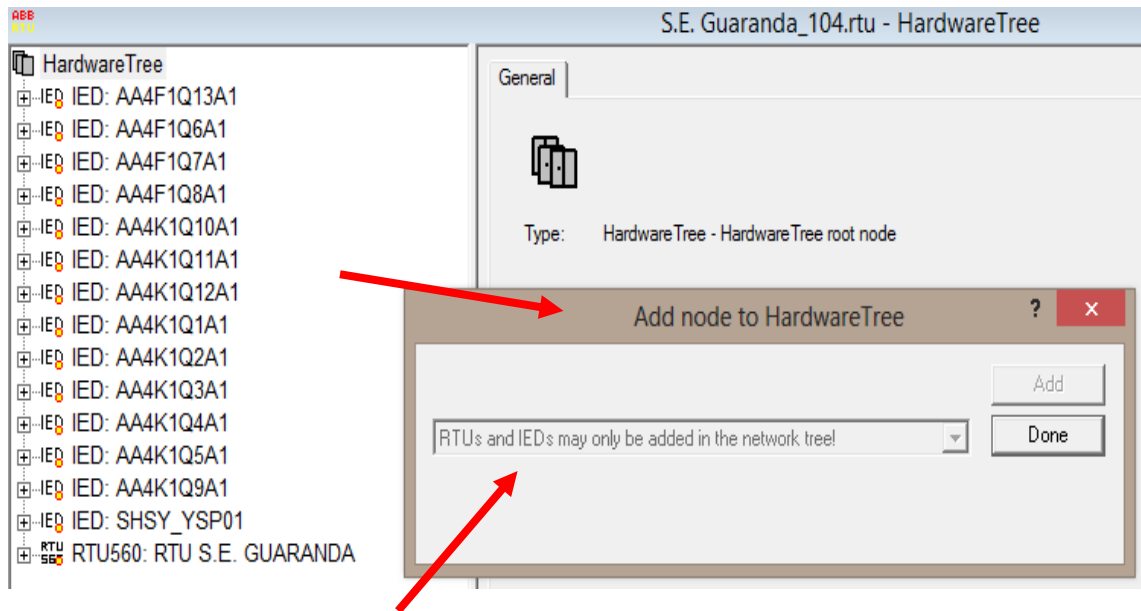 ABB
RTU
S.E. Guaranda_104.rtu - HardwareTree
HardwareTree
IED IED: AA4F1Q13A1
IED IED: AA4F1Q6A1
IED IED: AA4F1Q7A1
IED IED: AA4F1Q8A1
IED IED: AA4K1Q10A1
IED IED: AA4K1Q11A1
IED IED: AA4K1Q12A1
IED IED: AA4K1Q1A1
IED IED: AA4K1Q2A1
IED IED: AA4K1Q3A1
IED IED: AA4K1Q4A1
IED IED: AA4K1Q5A1
IED IED: AA4K1Q9A1
IED IED: SHSY_YSP01
RTU 560 RTU560: RTU S.E. GUARANDA
General
Type: HardwareTree - HardwareTree root node
Add node to HardwareTree ? ×
Add
RTUs and IEDs may only be added in the network tree!
Done